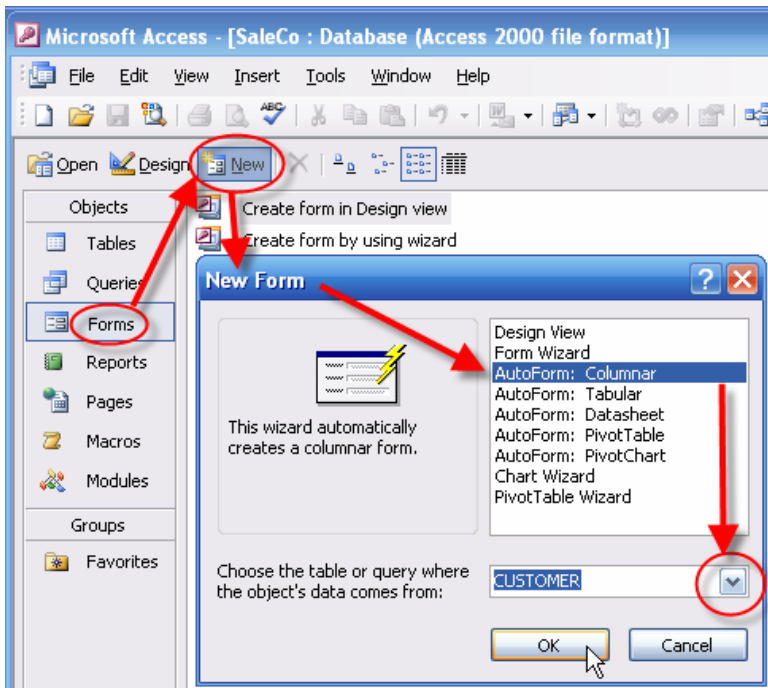 Microsoft Access - [SaleCo : Database (Access 2000 file format)]
File Edit View Insert Tools Window Help
Open Design New
Objects
Tables
Queries
Forms
Reports
Pages
Macros
Modules
Groups
Favorites
Create form in Design view
Create form by using wizard
New Form
This wizard automatically
creates a columnar form.
Design View
Form Wizard
AutoForm: Columnar
AutoForm: Tabular
AutoForm: Datasheet
AutoForm: PivotTable
AutoForm: PivotChart
Chart Wizard
PivotTable Wizard
Choose the table or query where
the object's data comes from:
CUSTOMER
OK Cancel